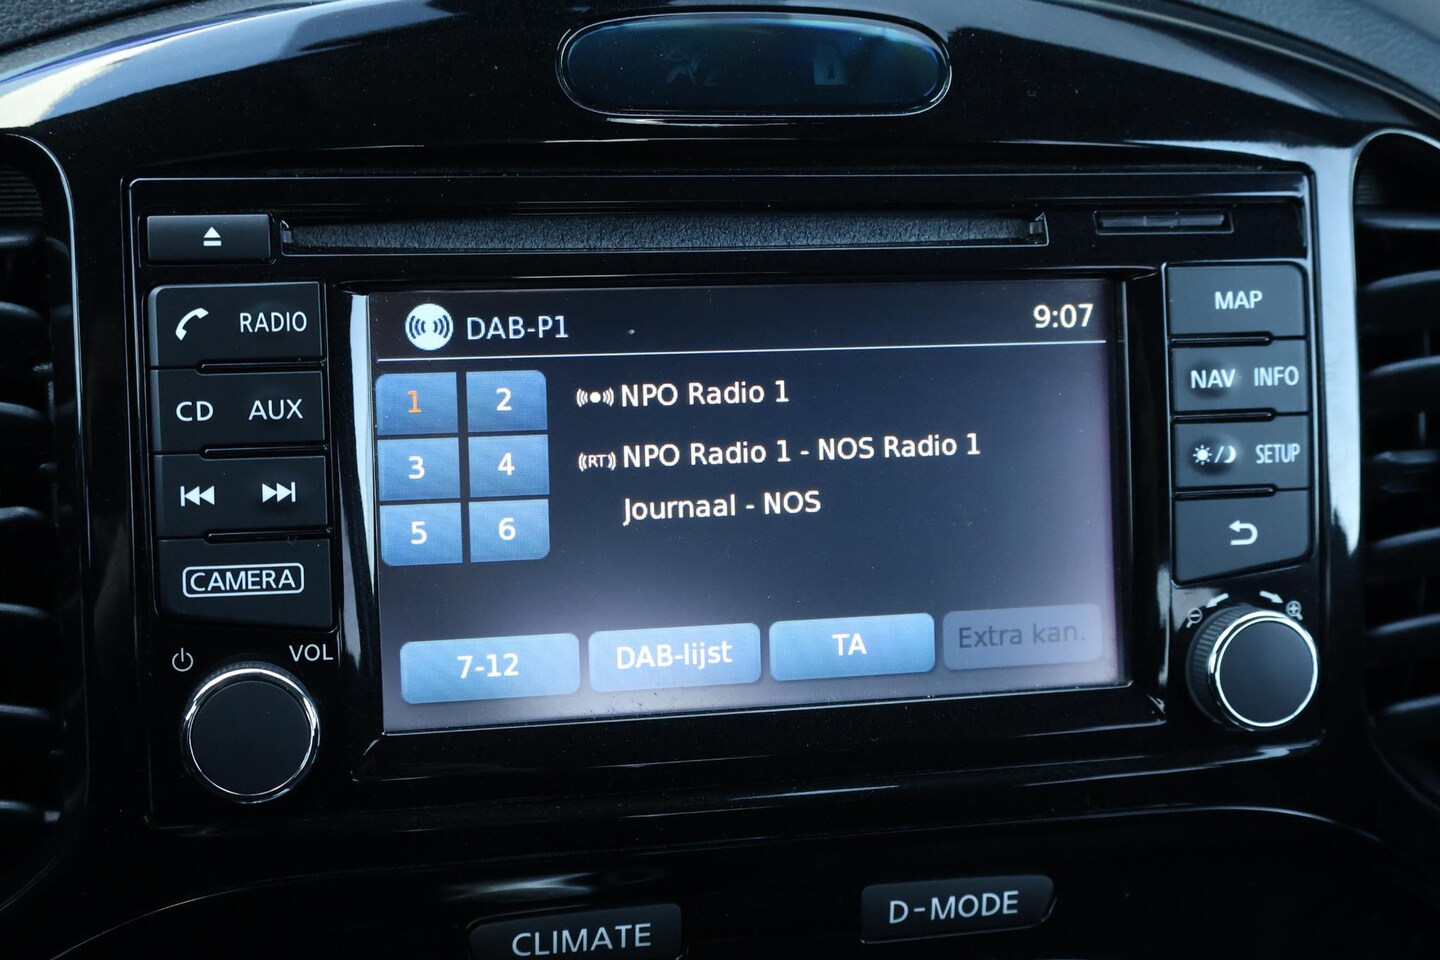 DAB-P1 9:07
RADIO
CD AUX
CAMERA
VOL
1 2
3 4
5 6
NPO Radio 1
((RT)) NPO Radio 1 - NOS Radio 1
Journaal - NOS
7-12 DAB-lijst TA Extra kan.
MAP
NAV INFO
SETUP
CLIMATE
D-MODE